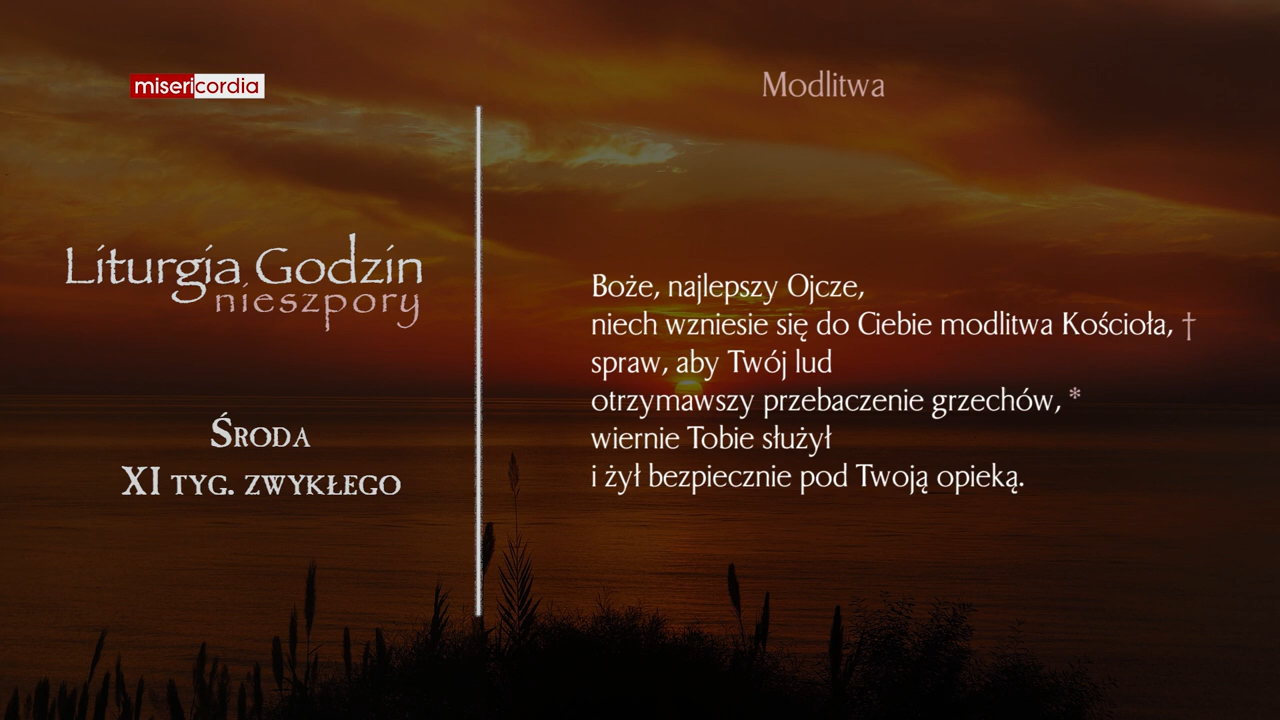 misericordia
Modlitwa
Liturgia Godzin
nieszpory
Środa
XI tyg. zwykłego
Boże, najlepszy Ojcze,
niech wzniesie się do Ciebie modlitwa Kościoła, †
spraw, aby Twój lud
otrzymawszy przebaczenie grzechów, *
wiernie Tobie służył
i żył bezpiecznie pod Twoją opieką.